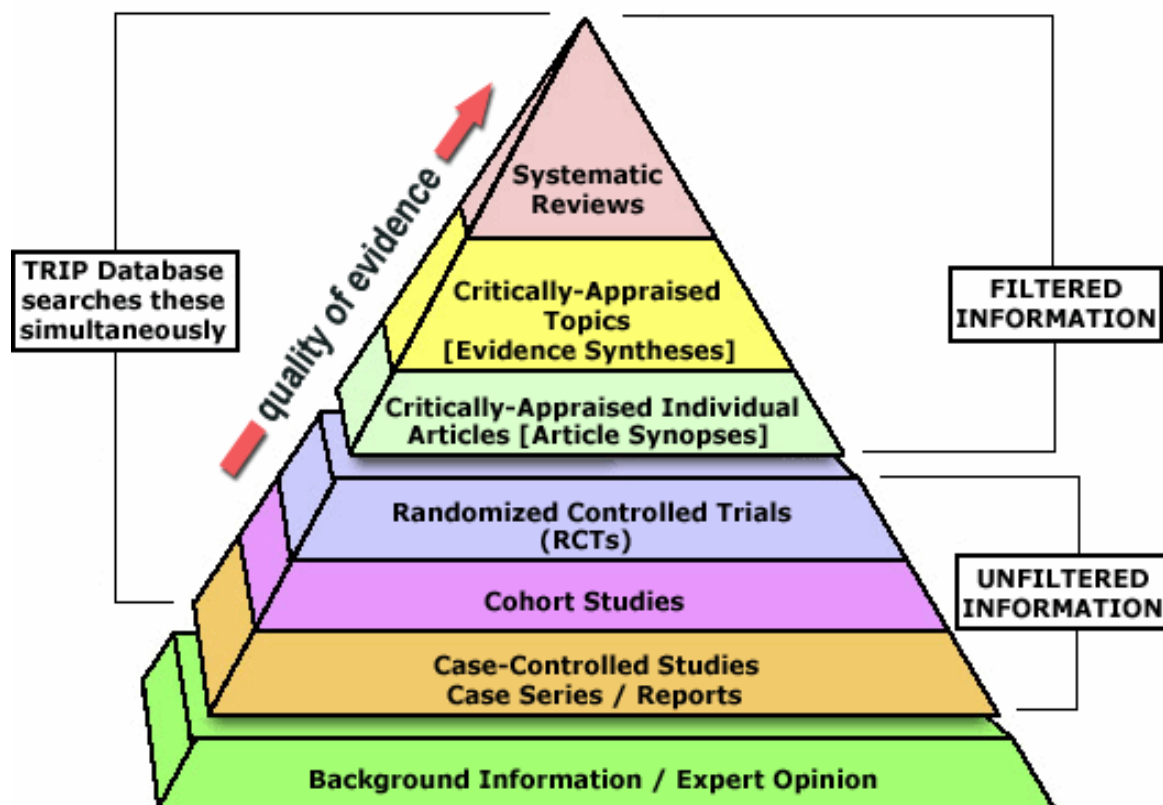 Systematic
Reviews
quality of evidence
TRIP Database
searches these
simultaneously
Critically-Appraised
Topics
[Evidence Syntheses]
FILTERED
INFORMATION
Critically-Appraised Individual
Articles [Article Synopses]
Randomized Controlled Trials
(RCTs)
UNFILTERED
INFORMATION
Cohort Studies
Case-Controlled Studies
Case Series / Reports
Background Information / Expert Opinion